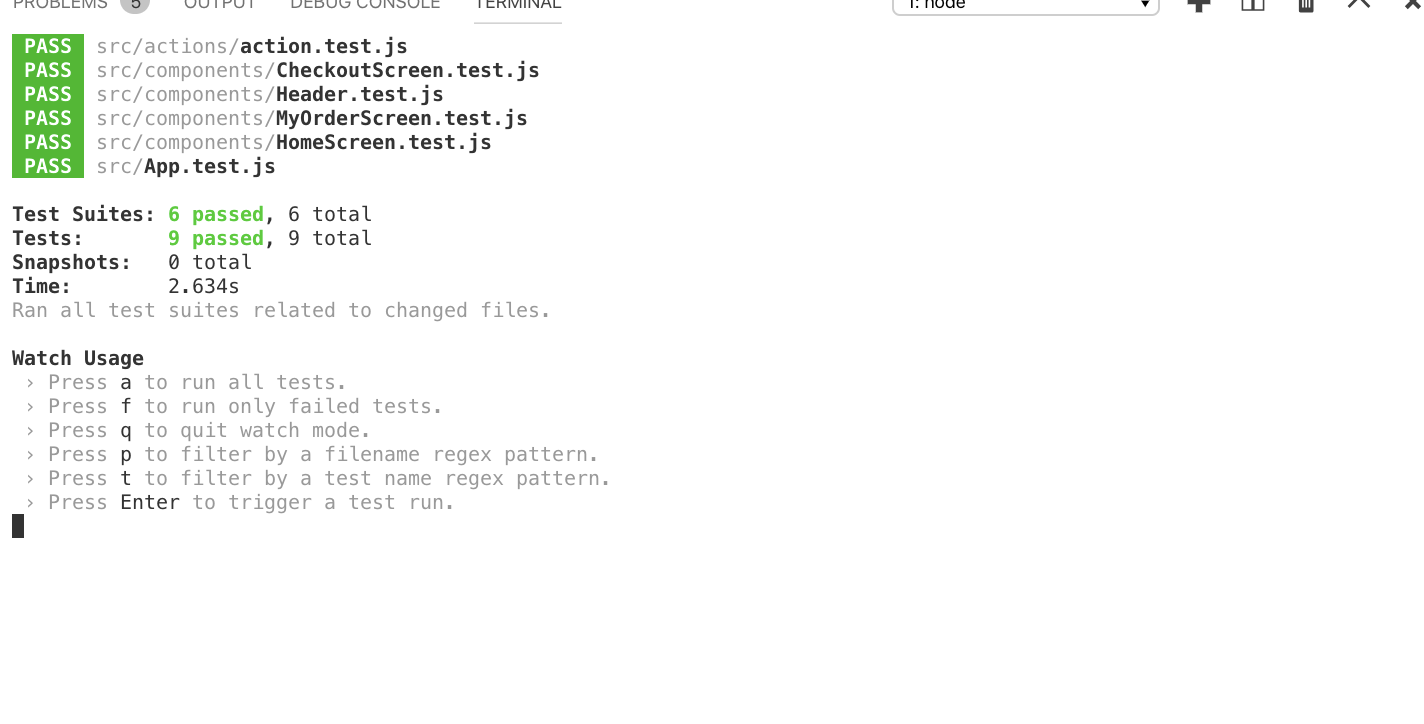 PROBLEMS 5 OUTPUT DEBUG CONSOLE TERMINAL 1: node
PASS src/actions/action.test.js
PASS src/components/CheckoutScreen.test.js
PASS src/components/Header.test.js
PASS src/components/MyOrderScreen.test.js
PASS src/components/HomeScreen.test.js
PASS src/App.test.js
Test Suites: 6 passed, 6 total
Tests: 9 passed, 9 total
Snapshots: 0 total
Time: 2.634s
Ran all test suites related to changed files.
Watch Usage
› Press a to run all tests.
› Press f to run only failed tests.
› Press q to quit watch mode.
› Press p to filter by a filename regex pattern.
› Press t to filter by a test name regex pattern.
› Press Enter to trigger a test run.